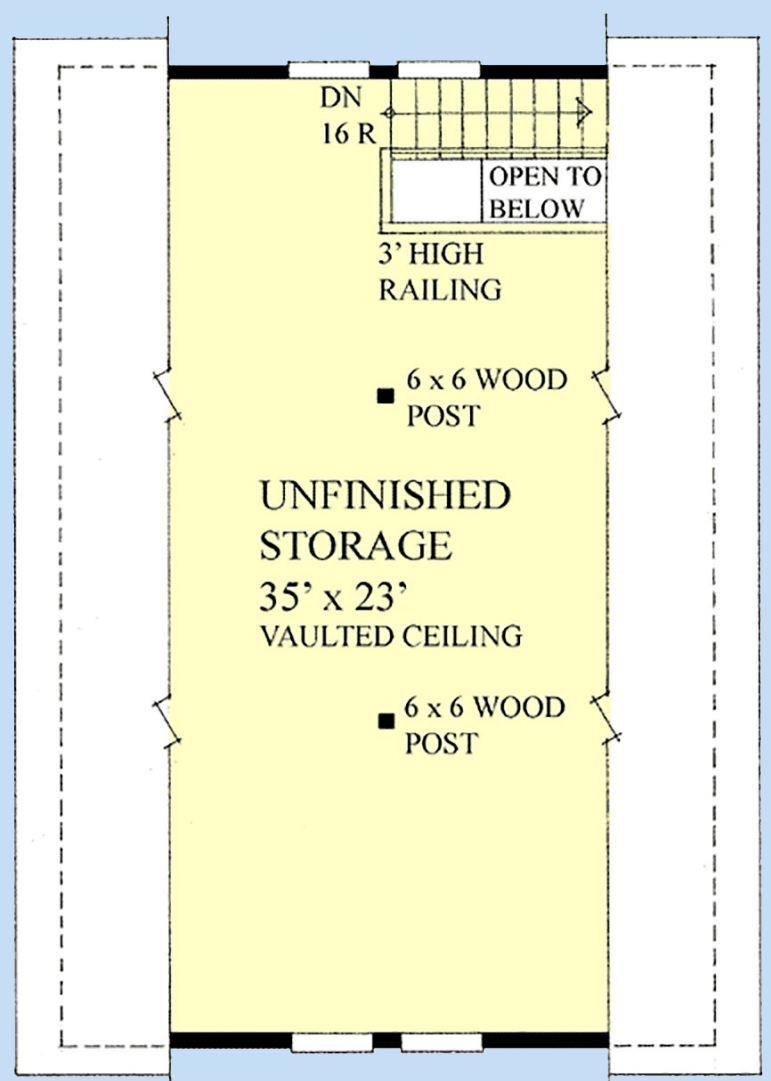 DN
16 R
OPEN TO
BELOW
3’ HIGH
RAILING
6 x 6 WOOD
POST
UNFINISHED
STORAGE
35’ x 23’
VAULTED CEILING
6 x 6 WOOD
POST